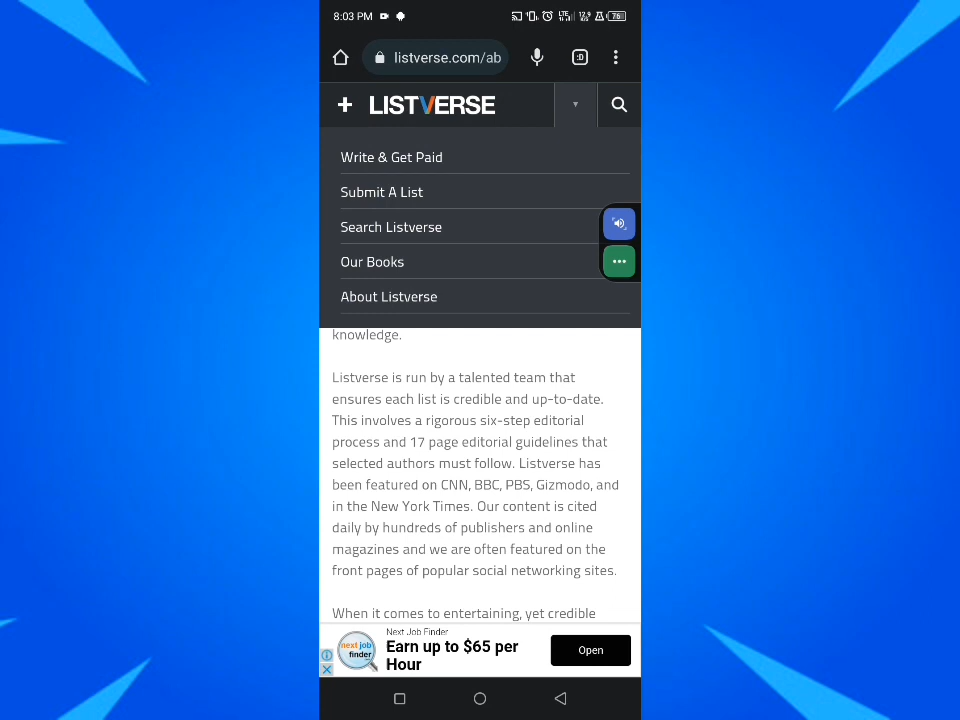 8:03 PM
LTE 12.9 76
listverse.com/ab
:D
+ LISTVERSE
Write & Get Paid
Submit A List
Search Listverse
Our Books
About Listverse
knowledge.
Listverse is run by a talented team that
ensures each list is credible and up-to-date.
This involves a rigorous six-step editorial
process and 17 page editorial guidelines that
selected authors must follow. Listverse has
been featured on CNN, BBC, PBS, Gizmodo, and
in the New York Times. Our content is cited
daily by hundreds of publishers and online
magazines and we are often featured on the
front pages of popular social networking sites.
When it comes to entertaining, yet credible
next job
finder
Next Job Finder
Earn up to $65 per
Hour
Open